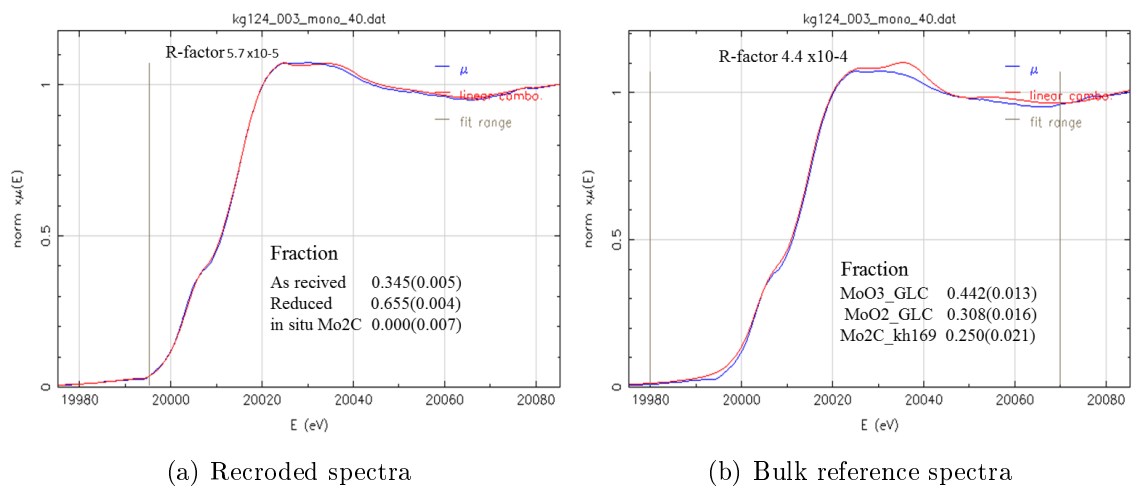 kg124_003_mono_40.dat
R-factor 5.7 x10-5
μ
linear combo.
fit range
norm xμ(E)
1
0.5
0
Fraction
As recived 0.345(0.005)
Reduced 0.655(0.004)
in situ Mo2C 0.000(0.007)
19980 20000 20020 20040 20060 20080
E (eV)
(a) Recroded spectra
kg124_003_mono_40.dat
R-factor 4.4 x10-4
μ
linear combo.
fit range
norm xμ(E)
1
0.5
0
Fraction
MoO3_GLC 0.442(0.013)
MoO2_GLC 0.308(0.016)
Mo2C_kh169 0.250(0.021)
19980 20000 20020 20040 20060 20080
E (eV)
(b) Bulk reference spectra